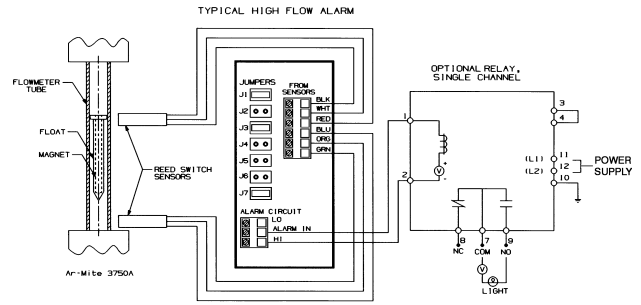 TYPICAL HIGH FLOW ALARM
FLOWMETER
TUBE
FLOAT
MAGNET
Ar-Mite 3750A
REED SWITCH
SENSORS
JUMPERS
J1
J2
J3
J4
J5
J6
J7
FROM
SENSORS
BLK
WHT
RED
BLU
ORG
GRN
ALARM CIRCUIT
LO
ALARM IN
HI
OPTIONAL RELAY,
SINGLE CHANNEL
1
2
V
+
-
3
4
(L1) 11
(L2) 12
10
POWER
SUPPLY
8 7 9
NC COM NO
V
LIGHT